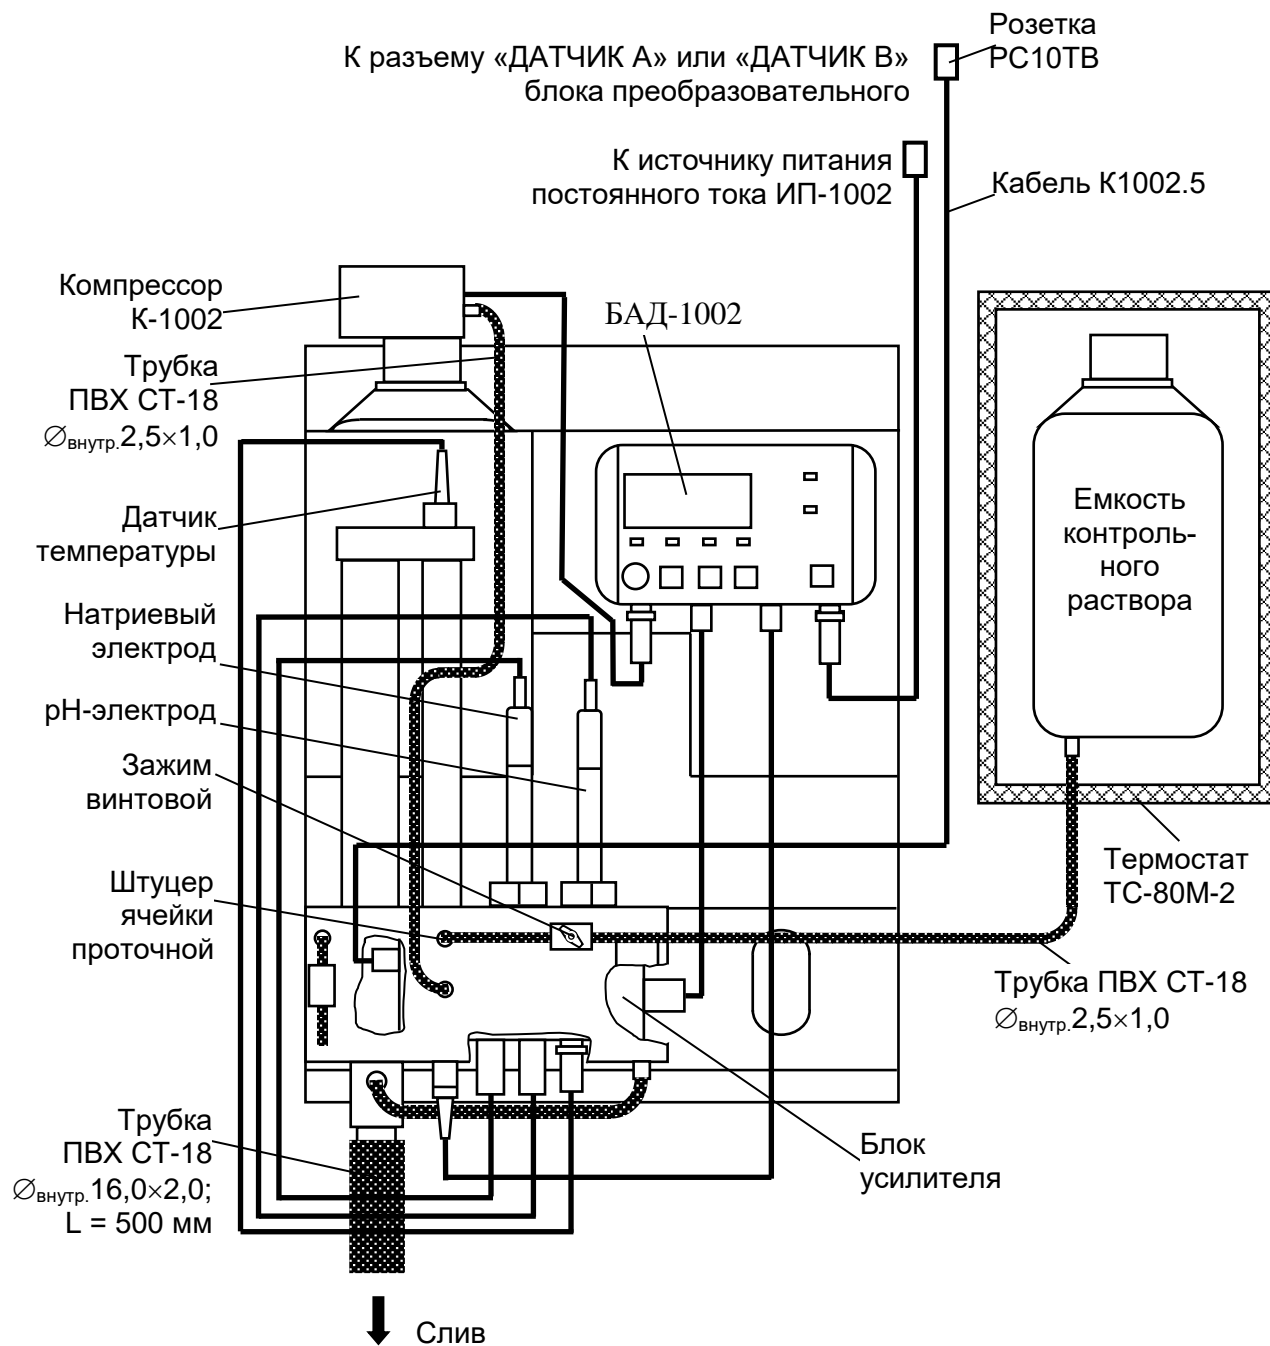 Розетка
РС10ТВ
К разъему «ДАТЧИК А» или «ДАТЧИК В»
блока преобразовательного
К источнику питания
постоянного тока ИП-1002
Кабель К1002.5
Компрессор
К-1002
БАД-1002
Трубка
ПВХ СТ-18
∅внутр.2,5×1,0
Датчик
температуры
Емкость
контроль-
ного
раствора
Натриевый
электрод
рН-электрод
Зажим
винтовой
Термостат
ТС-80М-2
Штуцер
ячейки
проточной
Трубка ПВХ СТ-18
∅внутр.2,5×1,0
Трубка
ПВХ СТ-18
∅внутр.16,0×2,0;
L = 500 мм
Блок
усилителя
Слив